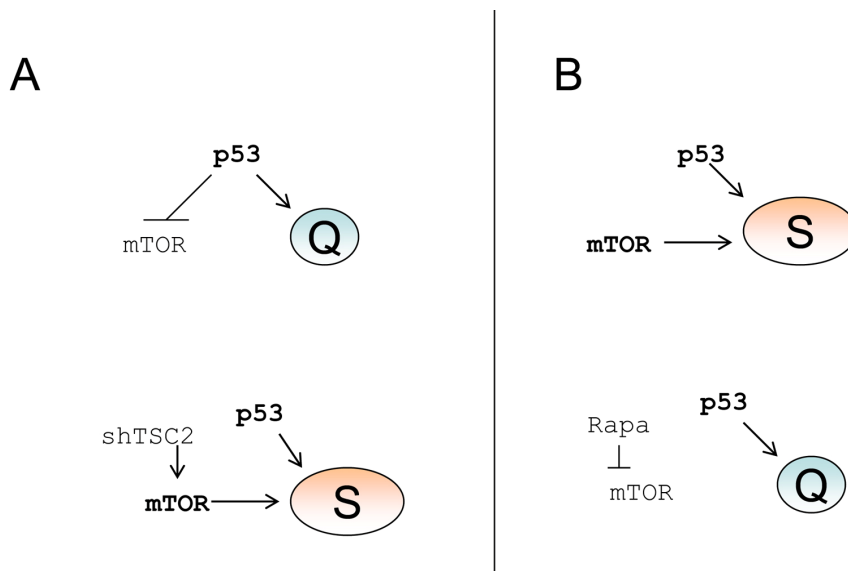 A
p53
mTOR
Q
shTSC2
p53
mTOR
S
B
p53
mTOR
S
Rapa
p53
mTOR
Q